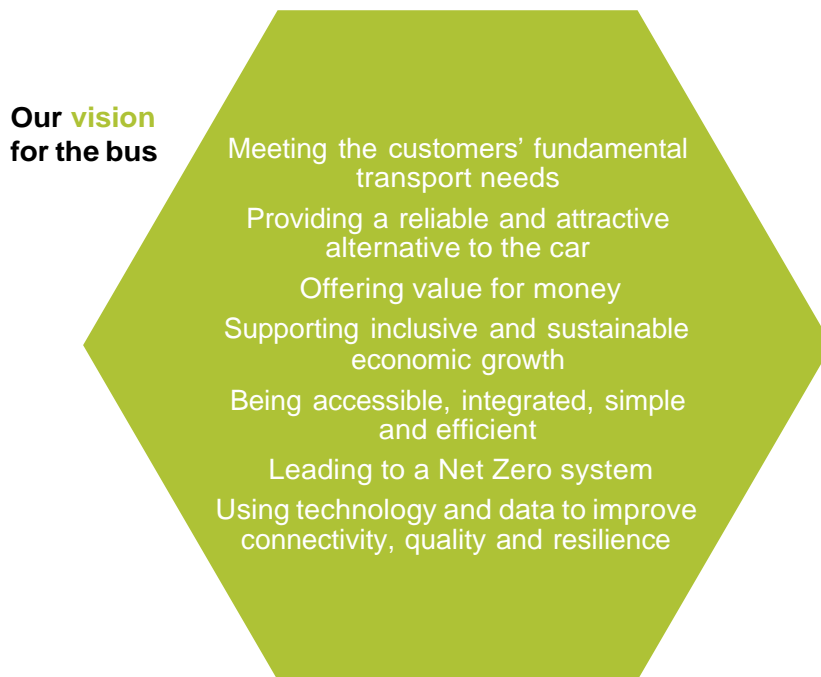 Our vision
for the bus
Meeting the customers’ fundamental
transport needs
Providing a reliable and attractive
alternative to the car
Offering value for money
Supporting inclusive and sustainable
economic growth
Being accessible, integrated, simple
and efficient
Leading to a Net Zero system
Using technology and data to improve
connectivity, quality and resilience